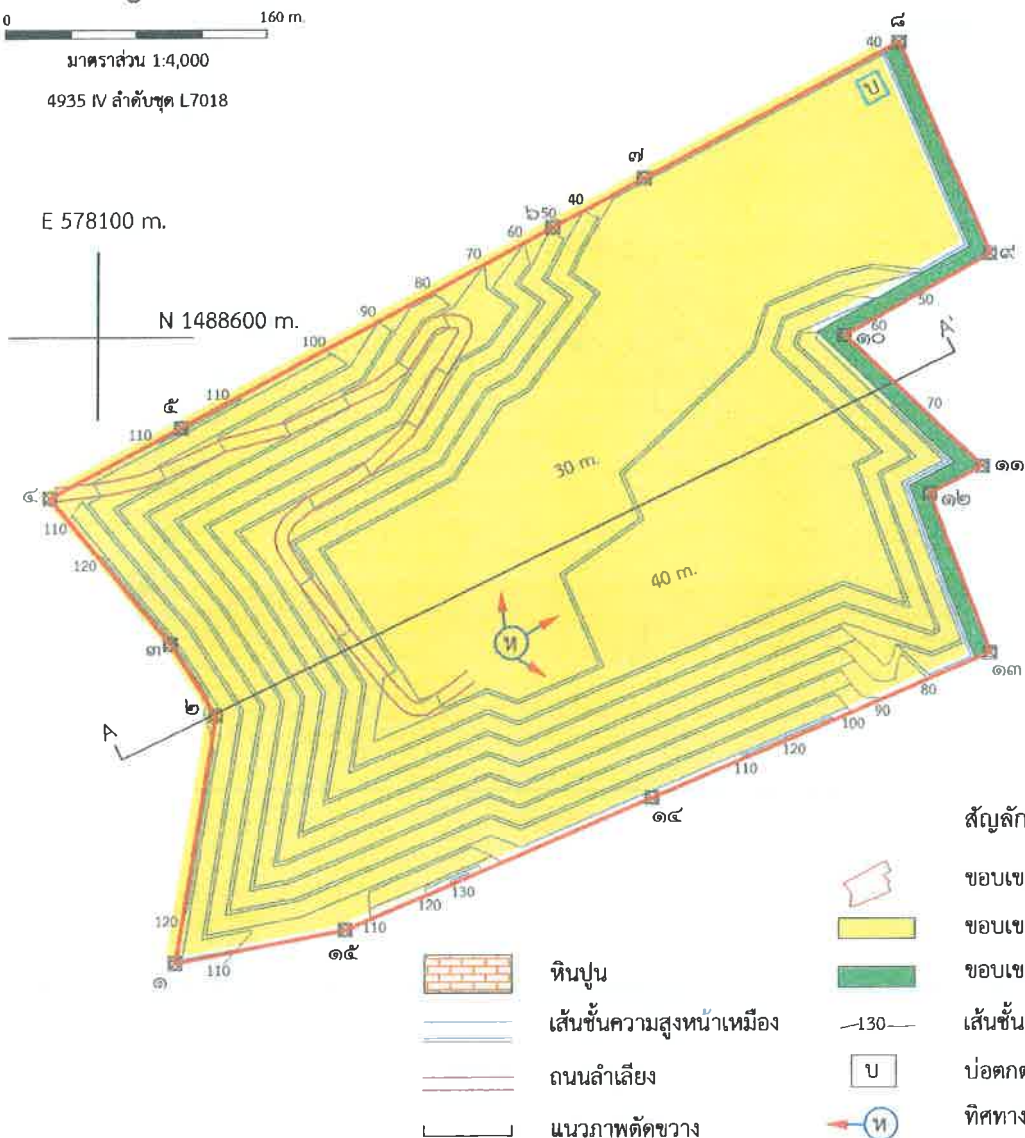 0 160 m.
มาตราส่วน 1:4,000
4935 IV ลำดับชุด L7018
E 578100 m.
N 1488600 m.
๘
40
บ
๗
40
50
๖
60
70
80
90
100
110
๕
110
๔
110
120
๓
๒
A
120
๑
110
๑๕
110
120
130
๑๔
110
120
100
90
80
๑๓
๑๒
๑๑
70
A'
60
๑๐
50
๙
30 m.
40 m.
ห
สัญลัก
ขอบเข
ขอบเข
หินปูน
ขอบเข
เส้นชั้นความสูงหน้าเหมือง
130
เส้นชั้น
ถนนลำเลียง
บ
บ่อตกต
แนวภาพตัดขวาง
ห
ทิศทาง